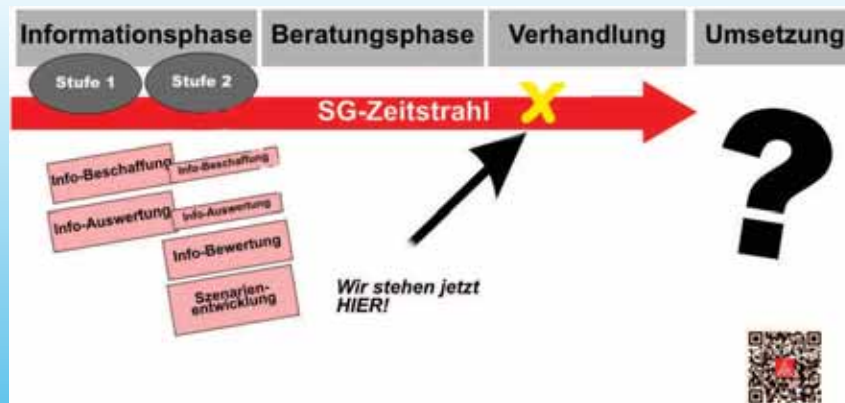 Informationsphase
Beratungsphase
Verhandlung
Umsetzung
Stufe 1
Stufe 2
SG-Zeitstrahl
X
Info-Beschaffung
Info-Beschaffung
Info-Auswertung
Info-Auswertung
Info-Bewertung
Szenarien-
entwicklung
Wir stehen jetzt
HIER!
?